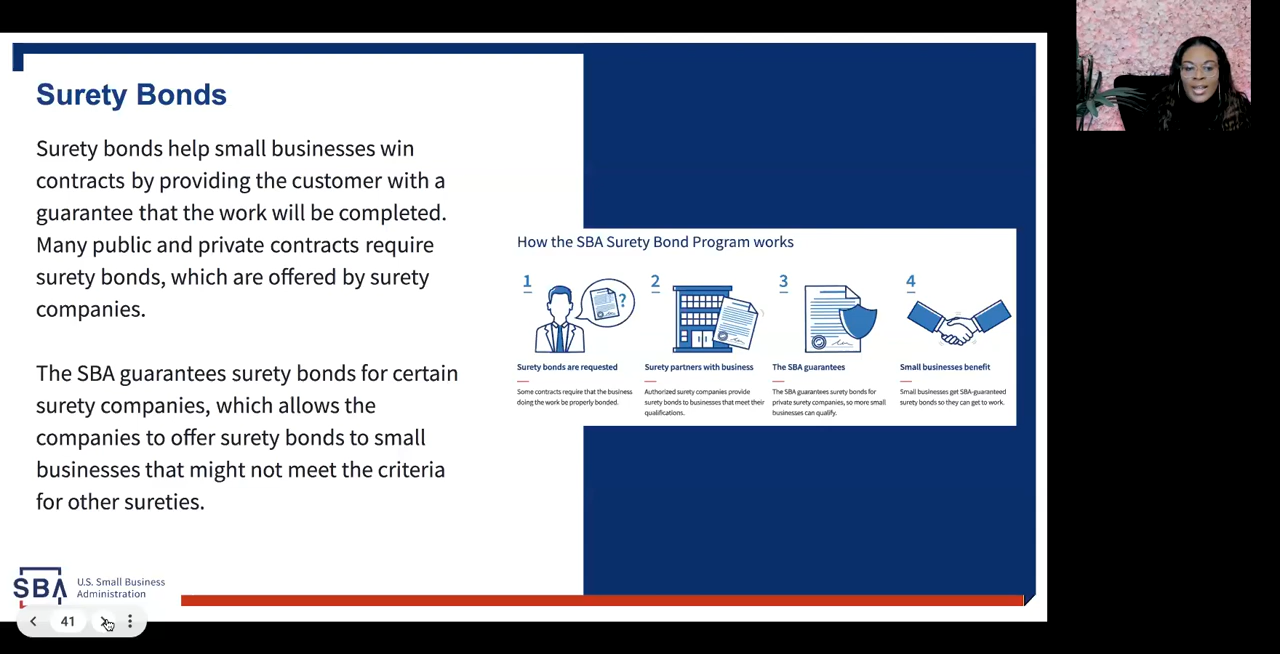 Surety Bonds
Surety bonds help small businesses win
contracts by providing the customer with a
guarantee that the work will be completed.
Many public and private contracts require
surety bonds, which are offered by surety
companies.
The SBA guarantees surety bonds for certain
surety companies, which allows the
companies to offer surety bonds to small
businesses that might not meet the criteria
for other sureties.
How the SBA Surety Bond Program works
1
?
Surety bonds are requested
Some contracts require that the business
doing the work be properly bonded.
2
Surety partners with business
Authorized surety companies provide
surety bonds to businesses that meet their
qualifications.
3
The SBA guarantees
The SBA guarantees surety bonds for
private surety companies, so more small
businesses can qualify.
4
Small businesses benefit
Small businesses get SBA-guaranteed
surety bonds so they can get to work.
SBA
U.S. Small Business
Administration
41